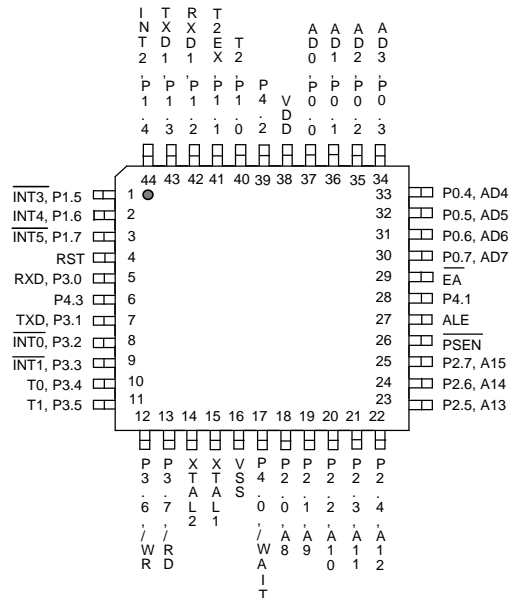 INT2, P1.4
TXD1, P1.3
RXD1, P1.2
T2EX, P1.1
T2, P1.0
P4.2
VDD
AD0, P0.0
AD1, P0.1
AD2, P0.2
AD3, P0.3
44 43 42 41 40 39 38 37 36 35 34
INT3, P1.5 1
INT4, P1.6 2
INT5, P1.7 3
RST 4
RXD, P3.0 5
P4.3 6
TXD, P3.1 7
INT0, P3.2 8
INT1, P3.3 9
T0, P3.4 10
T1, P3.5 11
33 P0.4, AD4
32 P0.5, AD5
31 P0.6, AD6
30 P0.7, AD7
29 EA
28 P4.1
27 ALE
26 PSEN
25 P2.7, A15
24 P2.6, A14
23 P2.5, A13
12 13 14 15 16 17 18 19 20 21 22
P3.6, /WR
P3.7, /RD
XTAL2
XTAL1
VSS
P4.0, /WAIT
P2.0, A8
P2.1, A9
P2.2, A10
P2.3, A11
P2.4, A12